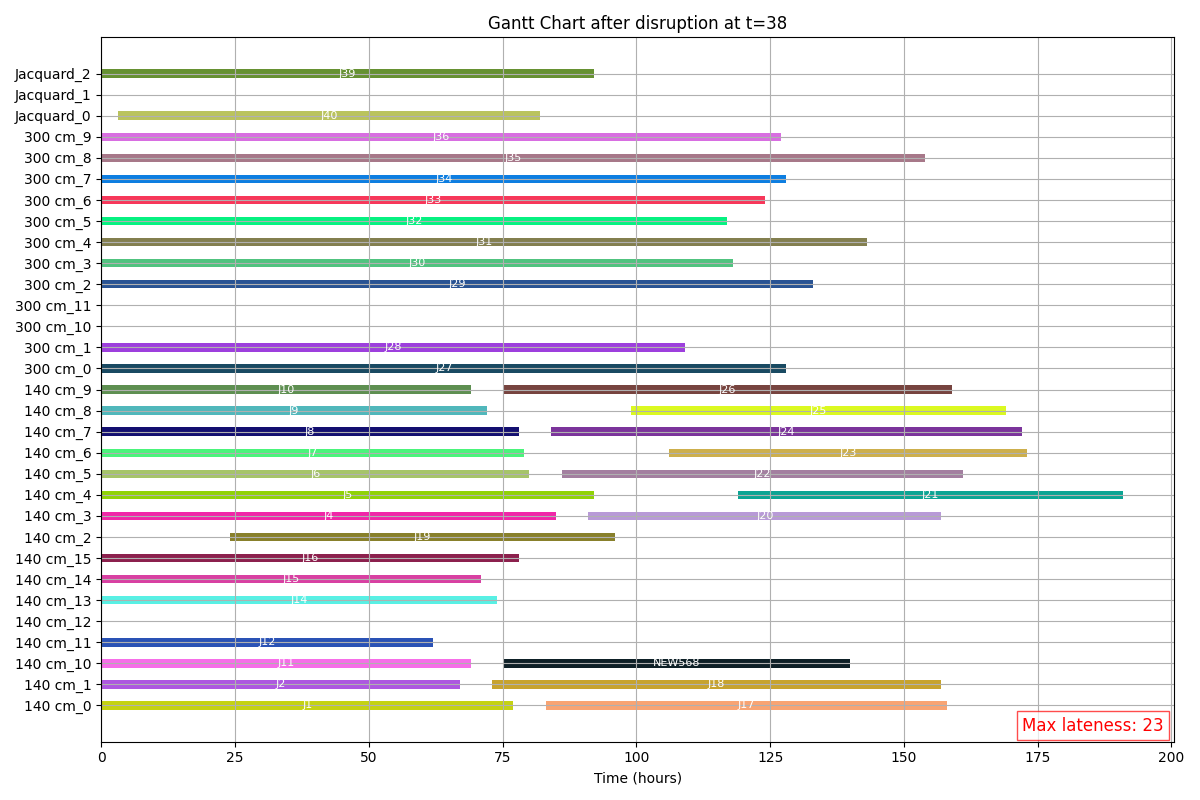 Gantt Chart after disruption at t=38
Jacquard_2 J39
Jacquard_1
Jacquard_0 J40
300 cm_9 J36
300 cm_8 J35
300 cm_7 J34
300 cm_6 J33
300 cm_5 J32
300 cm_4 J31
300 cm_3 J30
300 cm_2 J29
300 cm_11
300 cm_10
300 cm_1 J28
300 cm_0 J27
140 cm_9 J10 J26
140 cm_8 J9 J25
140 cm_7 J8 J24
140 cm_6 J7 J23
140 cm_5 J6 J22
140 cm_4 J5 J21
140 cm_3 J4 J20
140 cm_2 J19
140 cm_15 J16
140 cm_14 J15
140 cm_13 J14
140 cm_12
140 cm_11 J12
140 cm_10 J11 NEW568
140 cm_1 J2 J18
140 cm_0 J1 J17
Max lateness: 23
0 25 50 75 100 125 150 175 200
Time (hours)